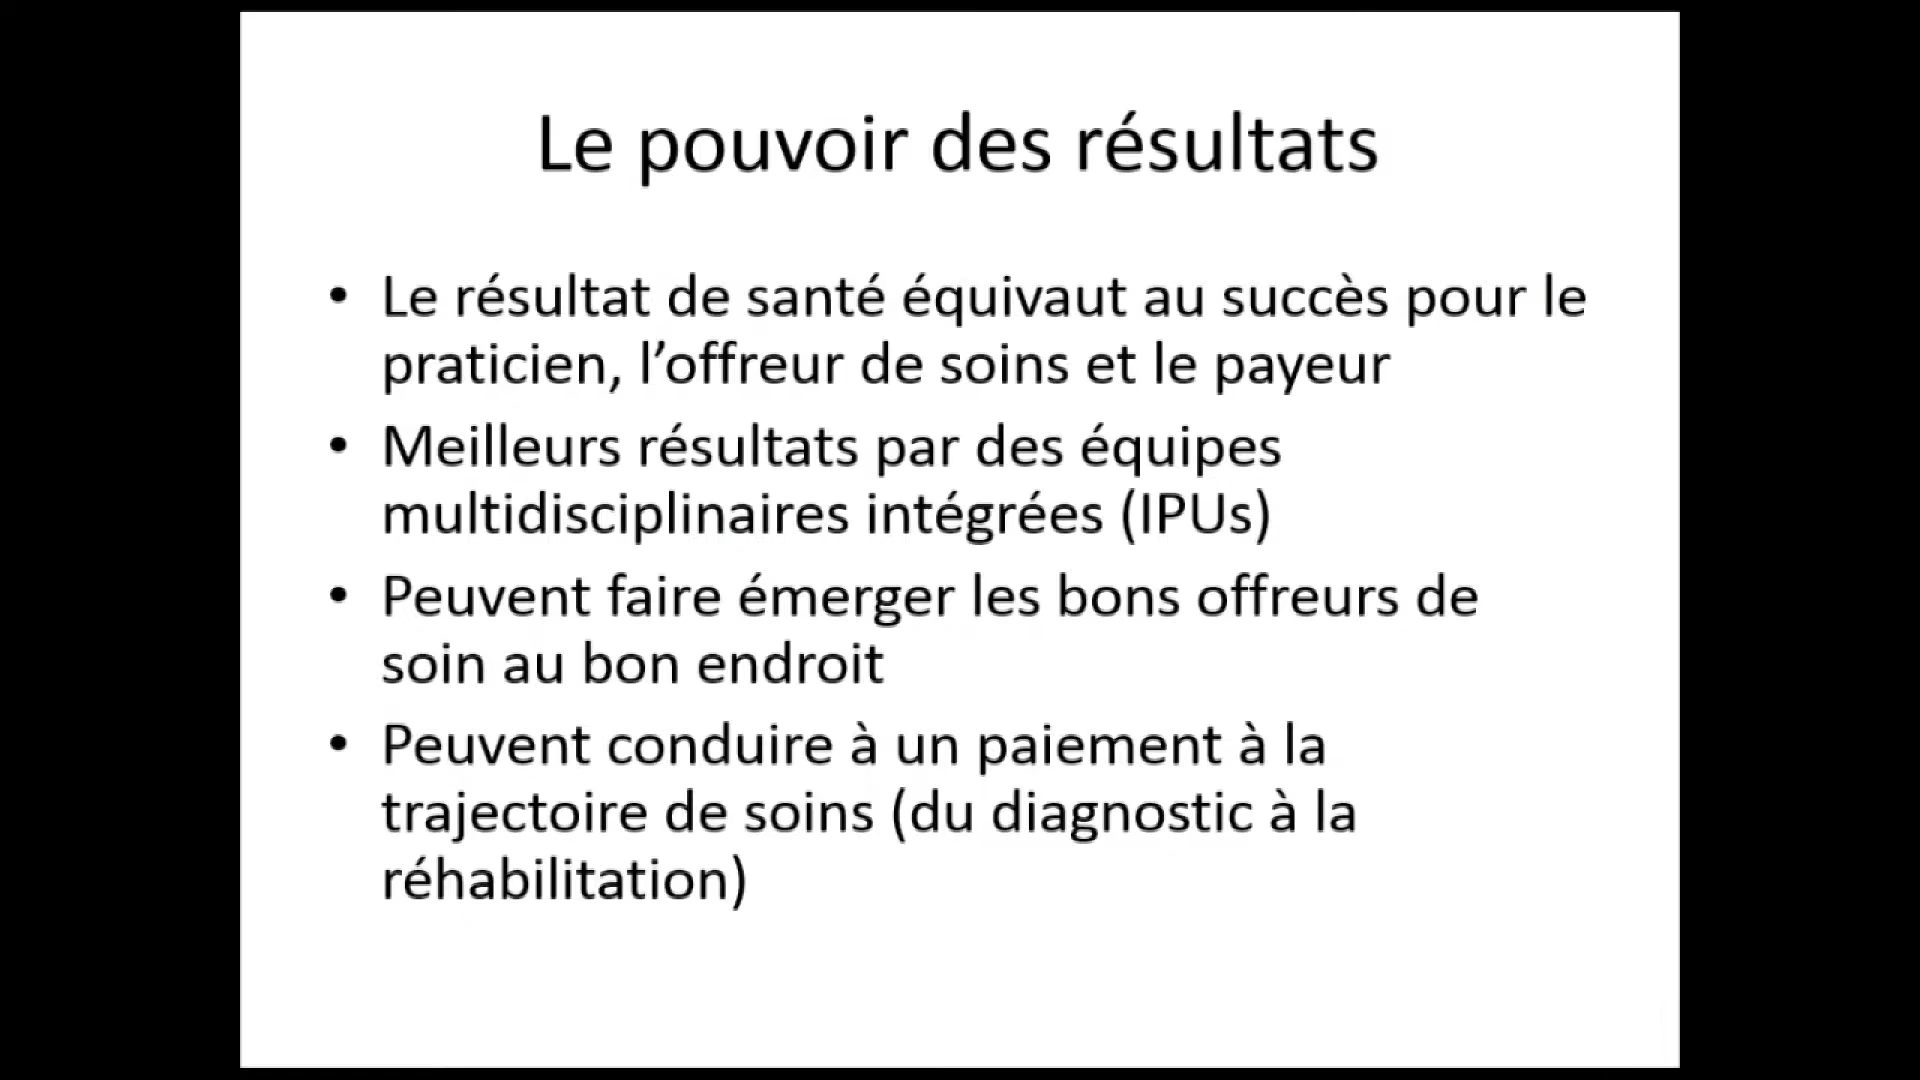 Le pouvoir des résultats
• Le résultat de santé équivaut au succès pour le
praticien, l’offreur de soins et le payeur
• Meilleurs résultats par des équipes
multidisciplinaires intégrées (IPUs)
• Peuvent faire émerger les bons offreurs de
soin au bon endroit
• Peuvent conduire à un paiement à la
trajectoire de soins (du diagnostic à la
réhabilitation)